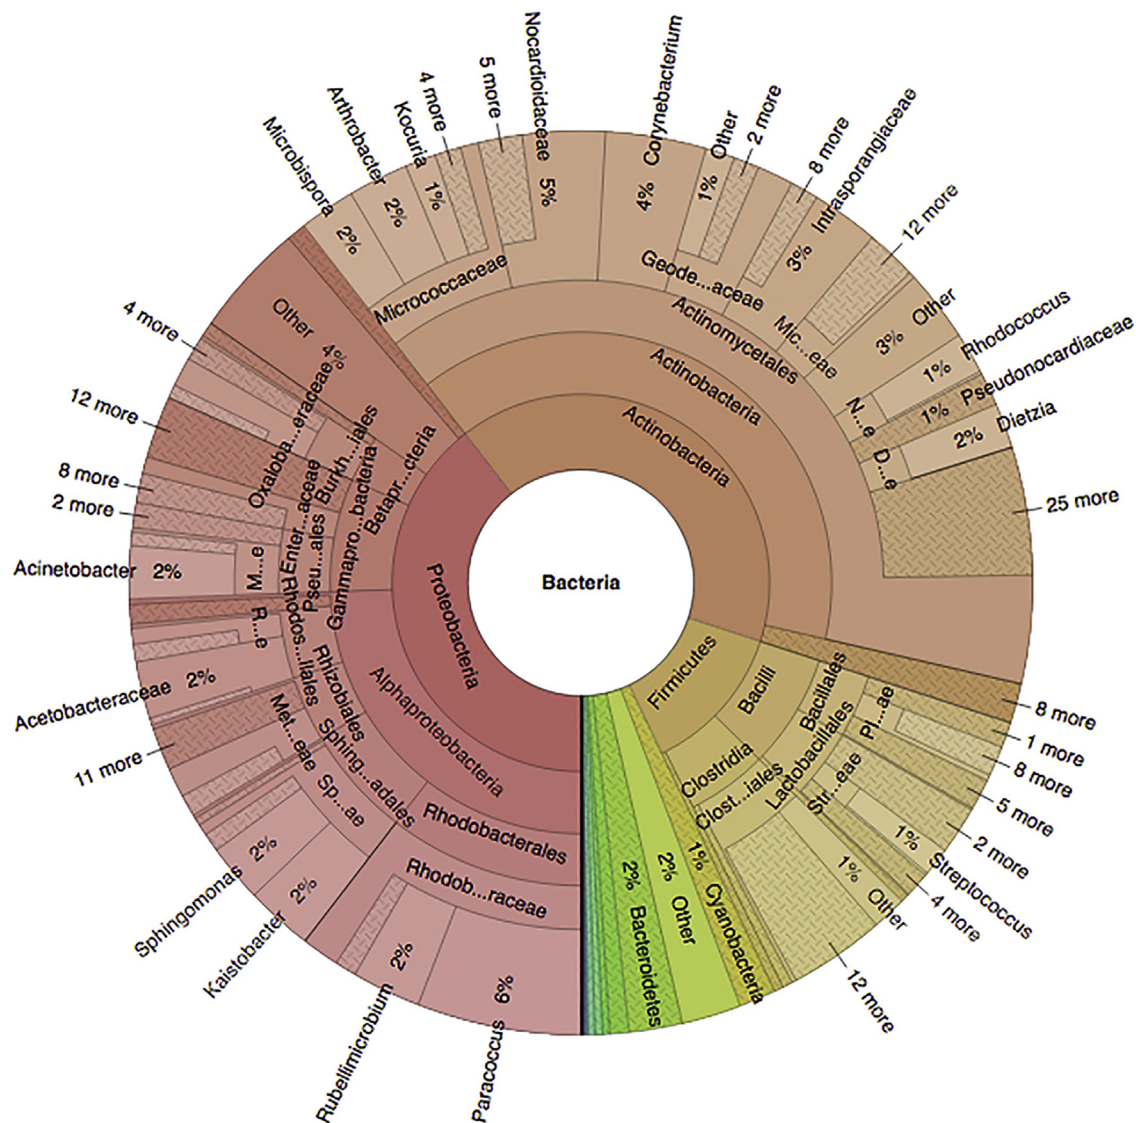 Nocardioidaceae 5%
Corynebacterium 4%
Other 1%
2 more
8 more
Intrasporangiaceae 3%
12 more
Other 3%
Rhodococcus 1%
Pseudonocardiaceae 1%
Dietzia 2%
25 more
8 more
1 more
8 more
5 more
2 more
Streptococcus 1%
4 more
Other 1%
12 more
Cyanobacteria 1%
Other 2%
Bacteroidetes 2%
Paracoccus 6%
Rubellimicrobium 2%
Kaistobacter 2%
Sphingomonas 2%
11 more
Acetobacteraceae 2%
Acinetobacter 2%
2 more
8 more
12 more
4 more
Other 4%
Microbispora 2%
Arthrobacter 2%
Kocuria 1%
4 more
5 more
Micrococcaceae
Geode...aceae
Mic...eae
N...e
D...e
Actinomycetales
Actinobacteria
Actinobacteria
Bacteria
Firmicutes
Bacilli
Bacillales
Pl...ae
Lactobacillales
Str...eae
Clostridia
Clost...iales
Proteobacteria
Alphaproteobacteria
Rhodobacterales
Rhodob...raceae
Sphing...adales
Sp...ae
Rhizobiales
Met...eae
Rhodos...llales
R...e
Gammapro...bacteria
Pseu...ales
M...e
Enter...aceae
Betapr...cteria
Burkh...iales
Oxaloba...eraceae